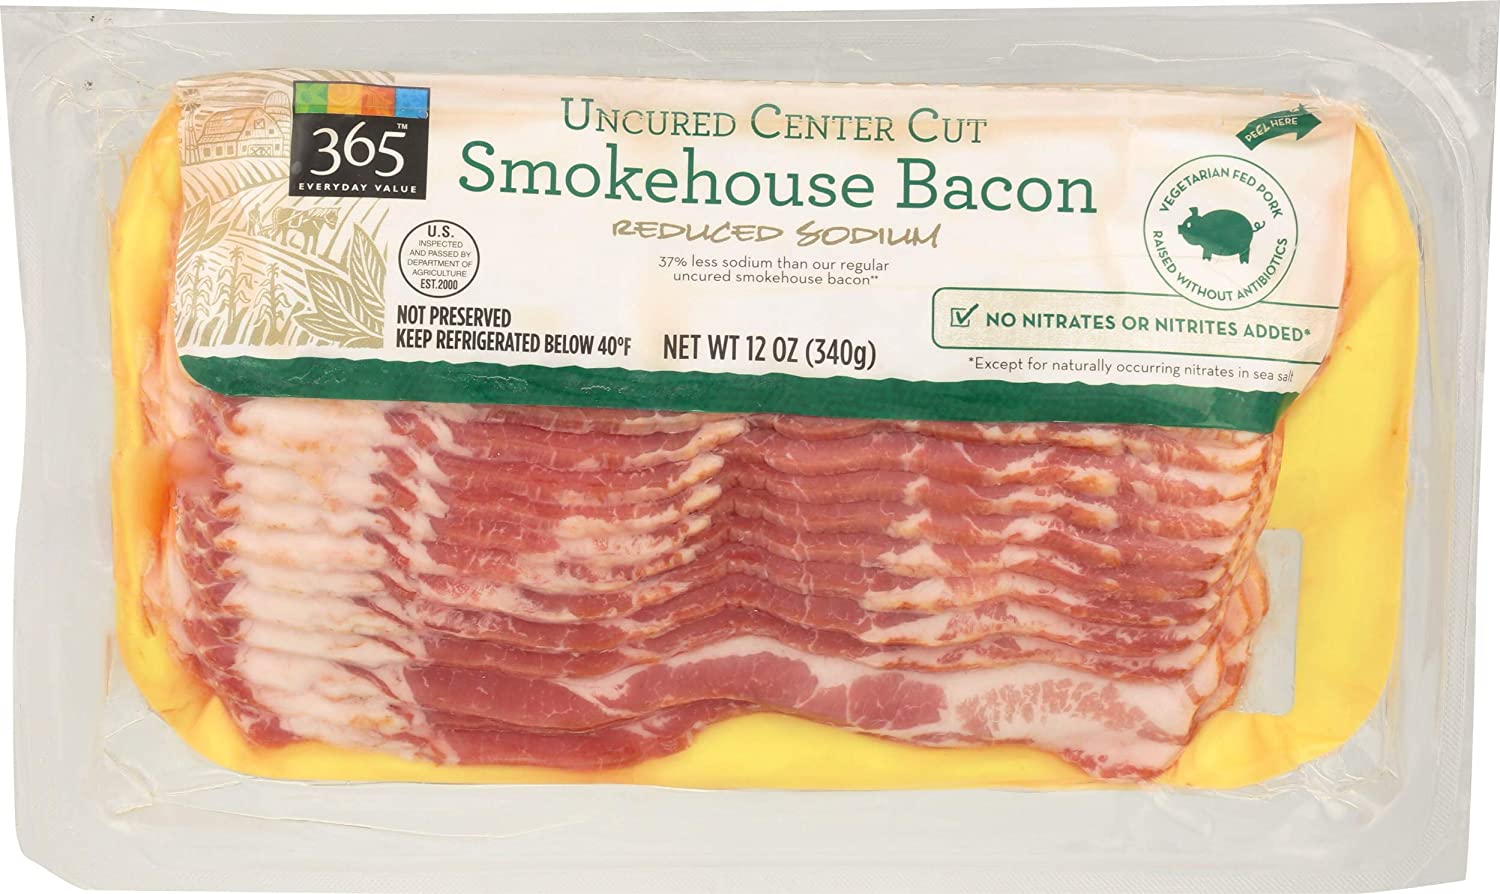 365™
EVERYDAY VALUE
UNCURED CENTER CUT
Smokehouse Bacon
REDUCED SODIUM
37% less sodium than our regular
uncured smokehouse bacon**
U.S.
INSPECTED
AND PASSED BY
DEPARTMENT OF
AGRICULTURE
EST.2000
NOT PRESERVED
KEEP REFRIGERATED BELOW 40°F
NET WT 12 OZ (340g)
PEEL HERE
VEGETARIAN FED PORK
RAISED WITHOUT ANTIBIOTICS
NO NITRATES OR NITRITES ADDED*
*Except for naturally occurring nitrates in sea salt